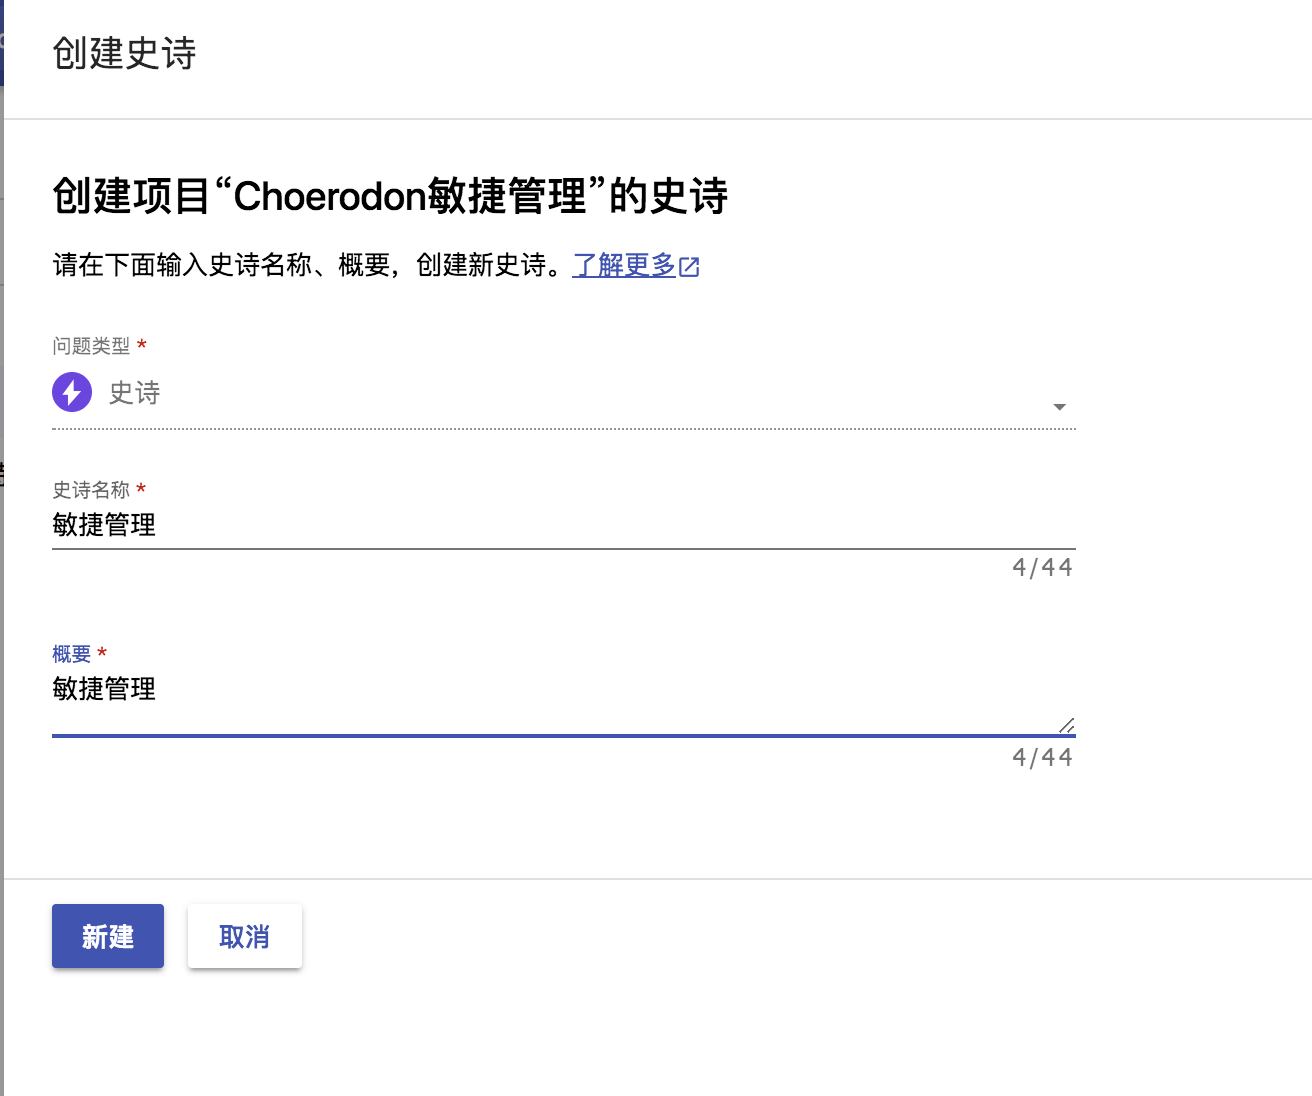 创建史诗
创建项目“Choerodon敏捷管理”的史诗
请在下面输入史诗名称、概要，创建新史诗。了解更多
问题类型 *
史诗
史诗名称 *
敏捷管理
4/44
概要 *
敏捷管理
4/44
新建 取消